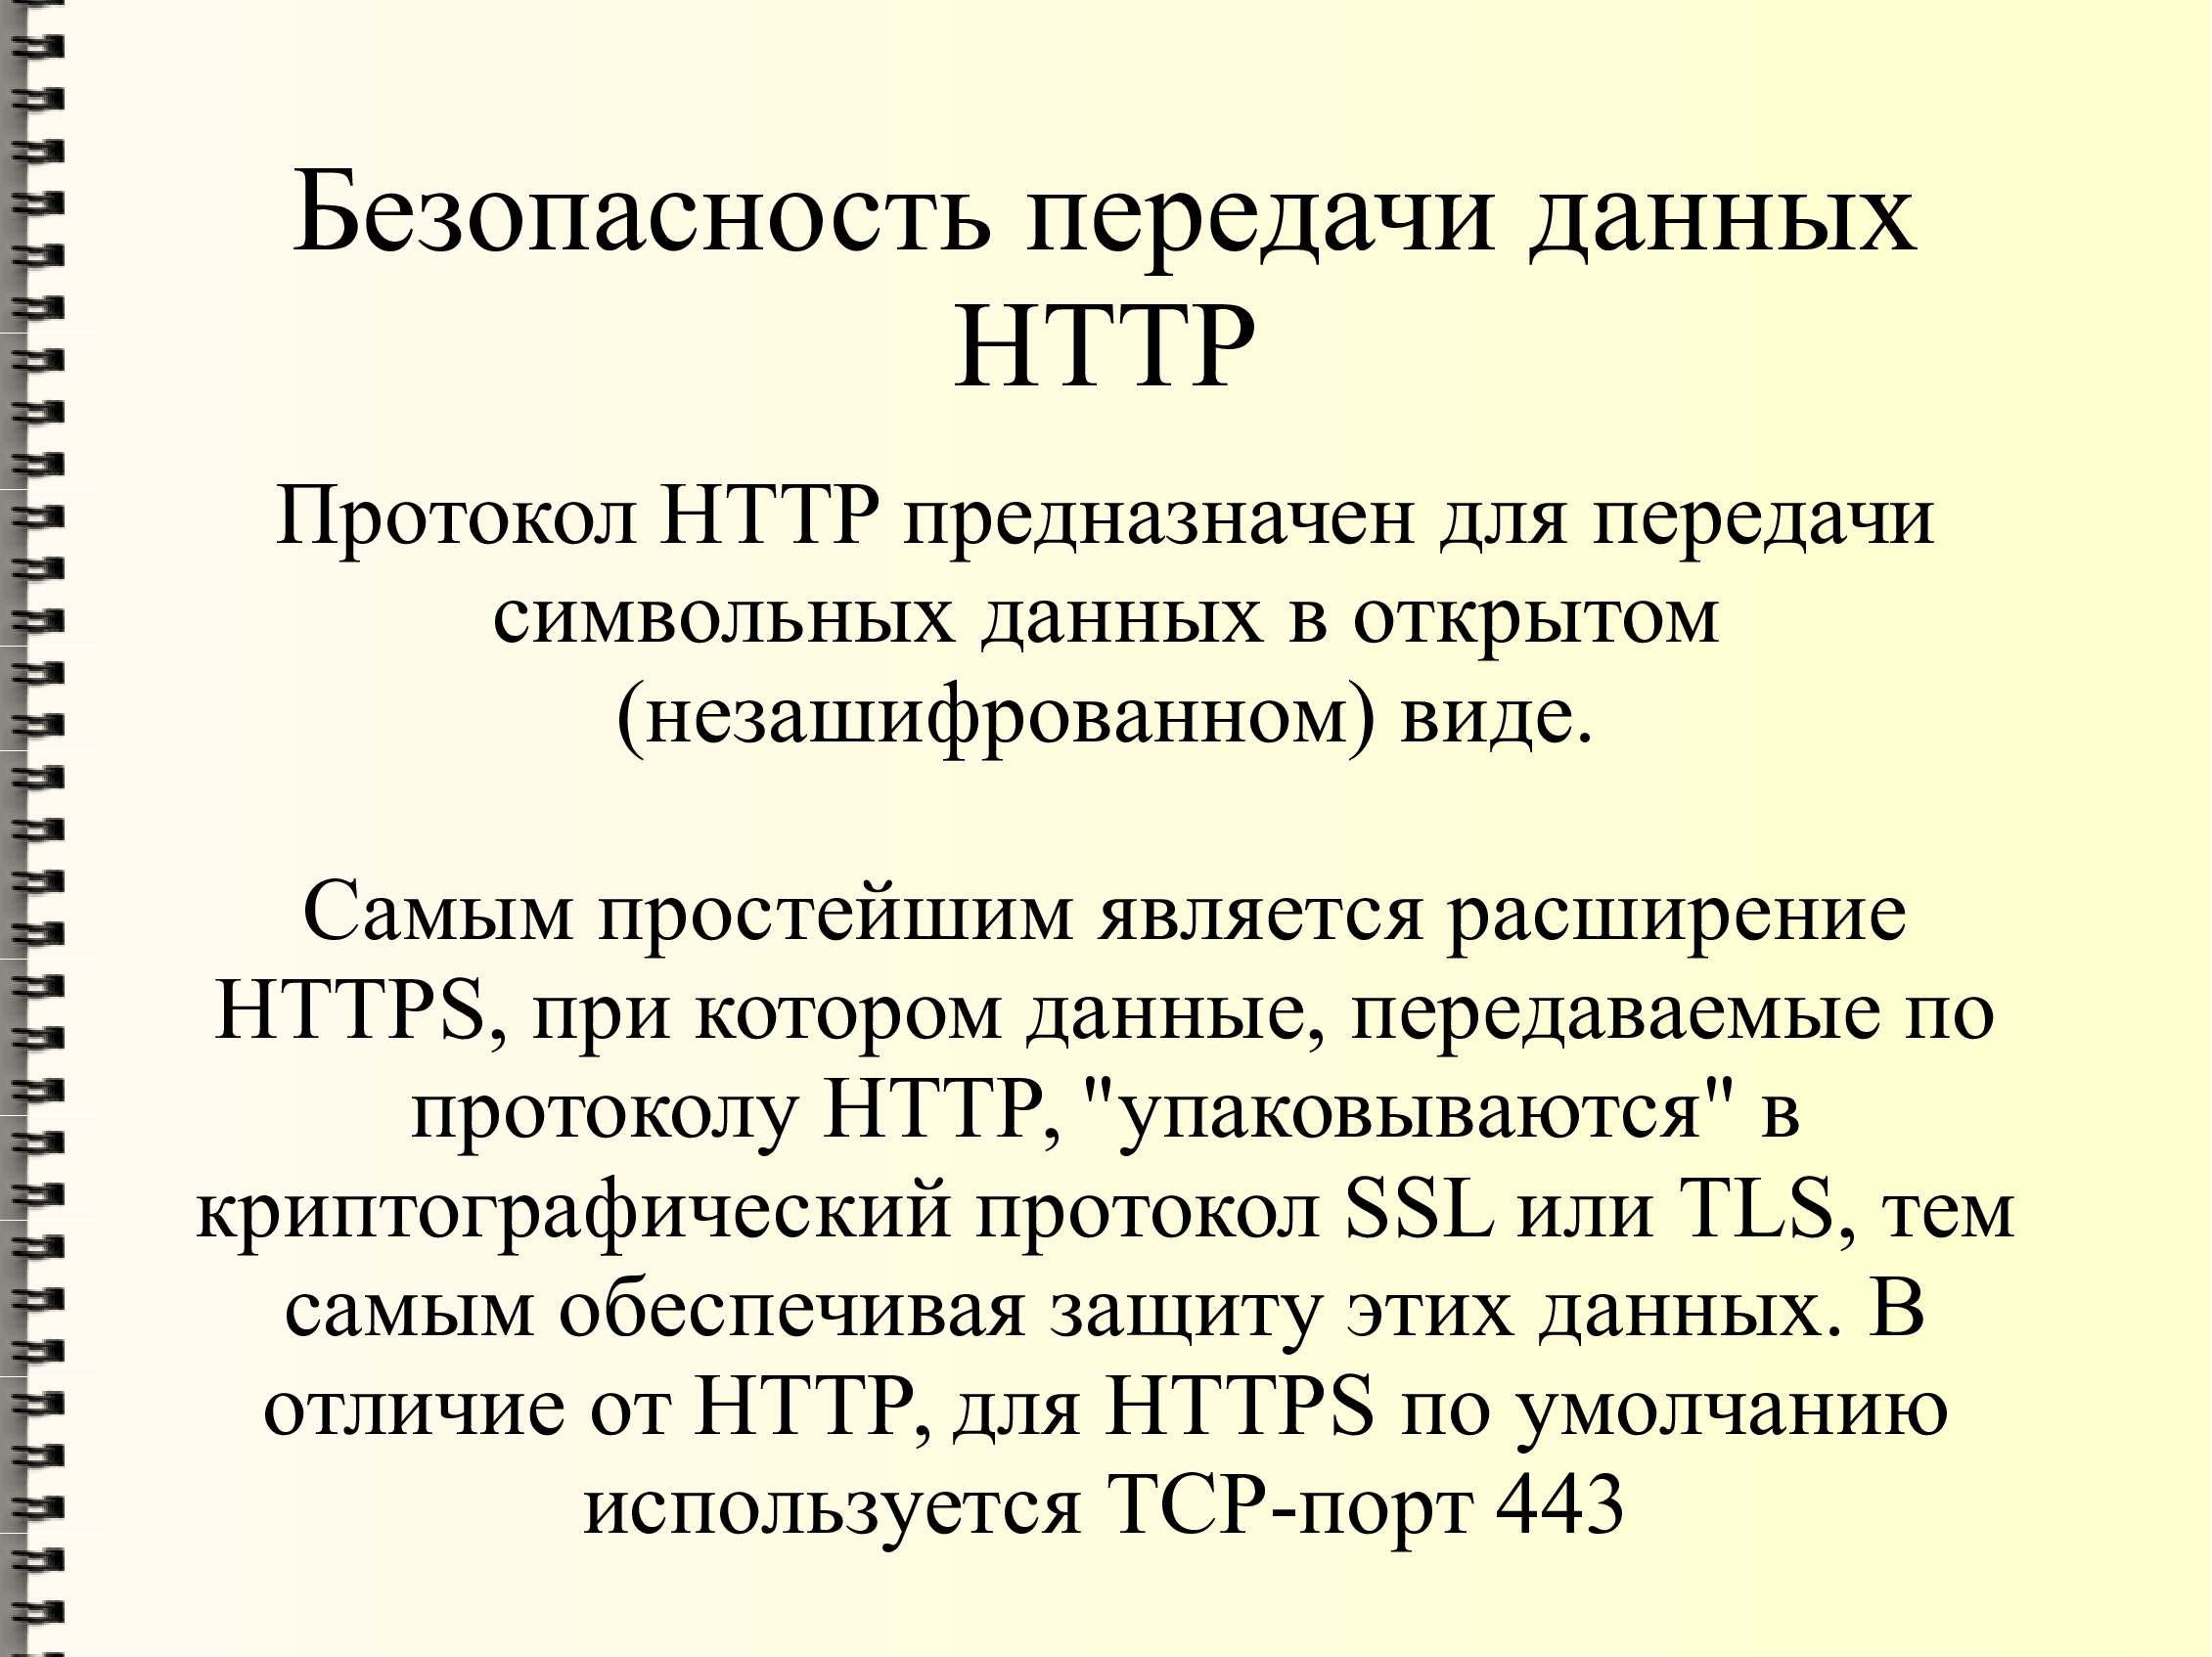 Безопасность передачи данных
HTTP
Протокол HTTP предназначен для передачи
символьных данных в открытом
(незашифрованном) виде.
Самым простейшим является расширение
HTTPS, при котором данные, передаваемые по
протоколу HTTP, "упаковываются" в
криптографический протокол SSL или TLS, тем
самым обеспечивая защиту этих данных. В
отличие от HTTP, для HTTPS по умолчанию
используется TCP-порт 443